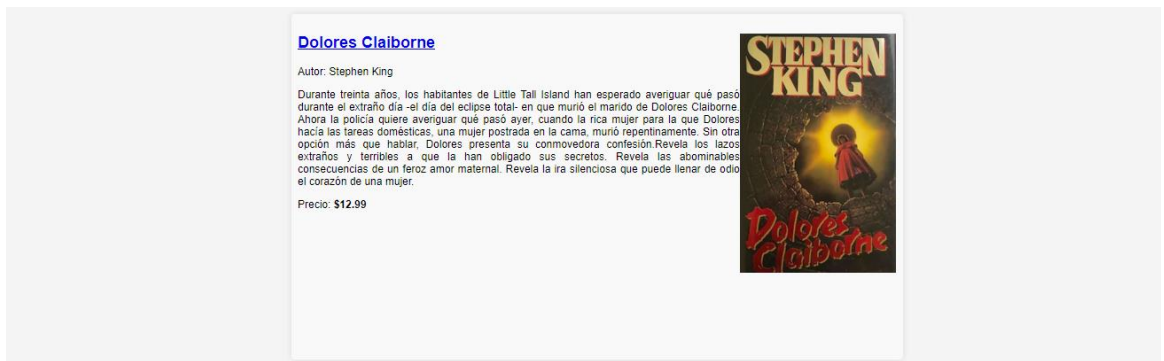 Dolores Claiborne
Autor: Stephen King
Durante treinta años, los habitantes de Little Tall Island han esperado averiguar qué pasó
durante el extraño día -el día del eclipse total- en que murió el marido de Dolores Claiborne.
Ahora la policía quiere averiguar qué pasó ayer, cuando la rica mujer para la que Dolores
hacía las tareas domésticas, una mujer postrada en la cama, murió repentinamente. Sin otra
opción más que hablar, Dolores presenta su conmovedora confesión.Revela los lazos
extraños y terribles a que la han obligado sus secretos. Revela las abominables
consecuencias de un feroz amor maternal. Revela la ira silenciosa que puede llenar de odio
el corazón de una mujer.
Precio: $12.99
STEPHEN
KING
Dolores
Claiborne